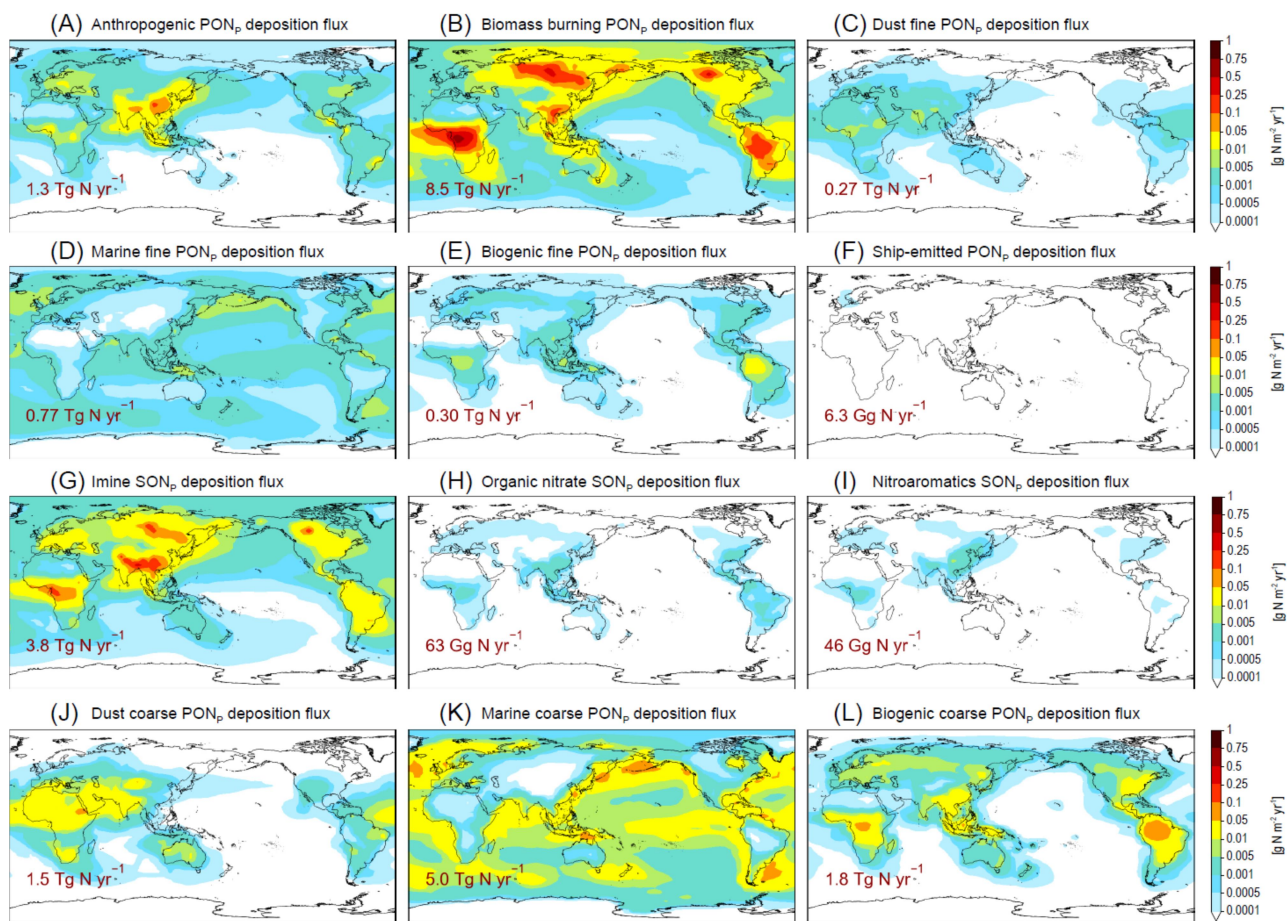 (A) Anthropogenic PONP deposition flux
(B) Biomass burning PONP deposition flux
(C) Dust fine PONP deposition flux
1.3 Tg N yr−1
8.5 Tg N yr−1
0.27 Tg N yr−1
1
0.75
0.5
0.25
0.1
0.05
0.01
0.005
0.001
0.0005
0.0001
[g N m-2 yr-1]
(D) Marine fine PONP deposition flux
(E) Biogenic fine PONP deposition flux
(F) Ship-emitted PONP deposition flux
0.77 Tg N yr−1
0.30 Tg N yr−1
6.3 Gg N yr−1
1
0.75
0.5
0.25
0.1
0.05
0.01
0.005
0.001
0.0005
0.0001
[g N m-2 yr-1]
(G) Imine SONP deposition flux
(H) Organic nitrate SONP deposition flux
(I) Nitroaromatics SONP deposition flux
3.8 Tg N yr−1
63 Gg N yr−1
46 Gg N yr−1
1
0.75
0.5
0.25
0.1
0.05
0.01
0.005
0.001
0.0005
0.0001
[g N m-2 yr-1]
(J) Dust coarse PONP deposition flux
(K) Marine coarse PONP deposition flux
(L) Biogenic coarse PONP deposition flux
1.5 Tg N yr−1
5.0 Tg N yr−1
1.8 Tg N yr−1
1
0.75
0.5
0.25
0.1
0.05
0.01
0.005
0.001
0.0005
0.0001
[g N m-2 yr-1]